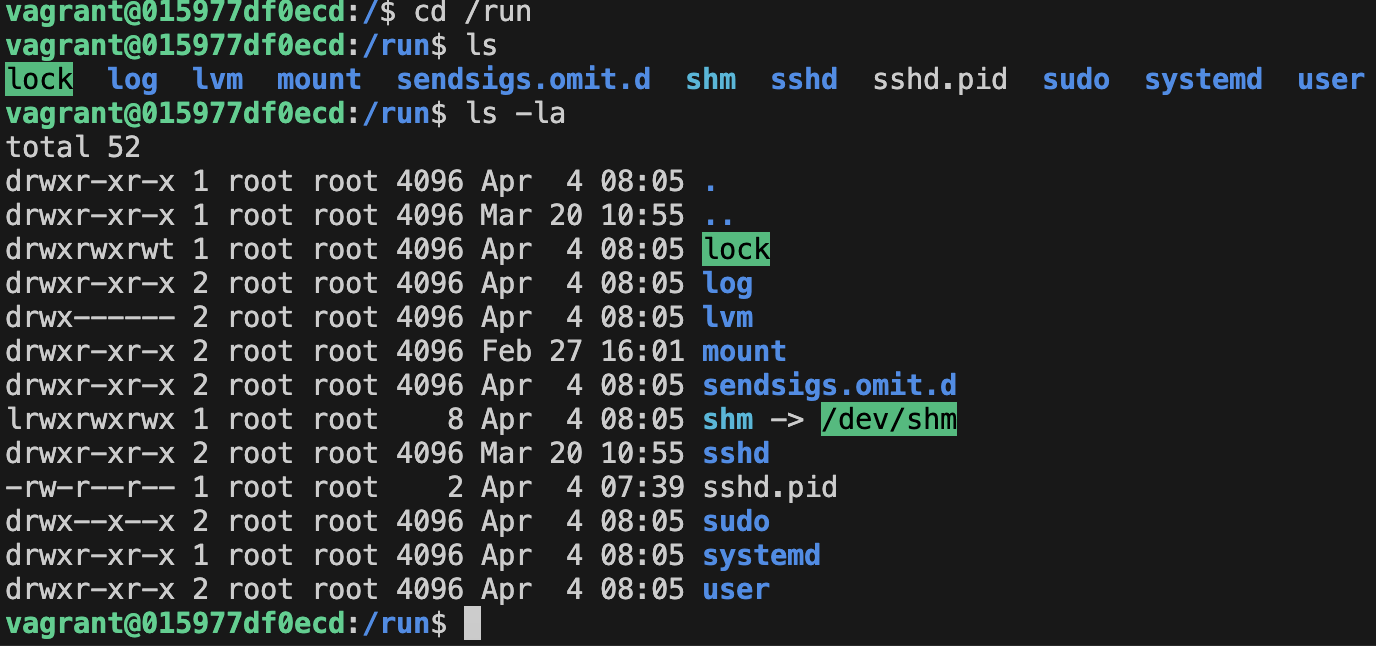 vagrant@015977df0ecd:/$ cd /run
vagrant@015977df0ecd:/run$ ls
lock  log  lvm  mount  sendsigs.omit.d  shm  sshd  sshd.pid  sudo  systemd  user
vagrant@015977df0ecd:/run$ ls -la
total 52
drwxr-xr-x 1 root root 4096 Apr  4 08:05 .
drwxr-xr-x 1 root root 4096 Mar 20 10:55 ..
drwxrwxrwt 1 root root 4096 Apr  4 08:05 lock
drwxr-xr-x 2 root root 4096 Apr  4 08:05 log
drwx------ 2 root root 4096 Apr  4 08:05 lvm
drwxr-xr-x 2 root root 4096 Feb 27 16:01 mount
drwxr-xr-x 2 root root 4096 Apr  4 08:05 sendsigs.omit.d
lrwxrwxrwx 1 root root    8 Apr  4 08:05 shm -> /dev/shm
drwxr-xr-x 2 root root 4096 Mar 20 10:55 sshd
-rw-r--r-- 1 root root    2 Apr  4 07:39 sshd.pid
drwx--x--x 2 root root 4096 Apr  4 08:05 sudo
drwxr-xr-x 1 root root 4096 Apr  4 08:05 systemd
drwxr-xr-x 2 root root 4096 Apr  4 08:05 user
vagrant@015977df0ecd:/run$